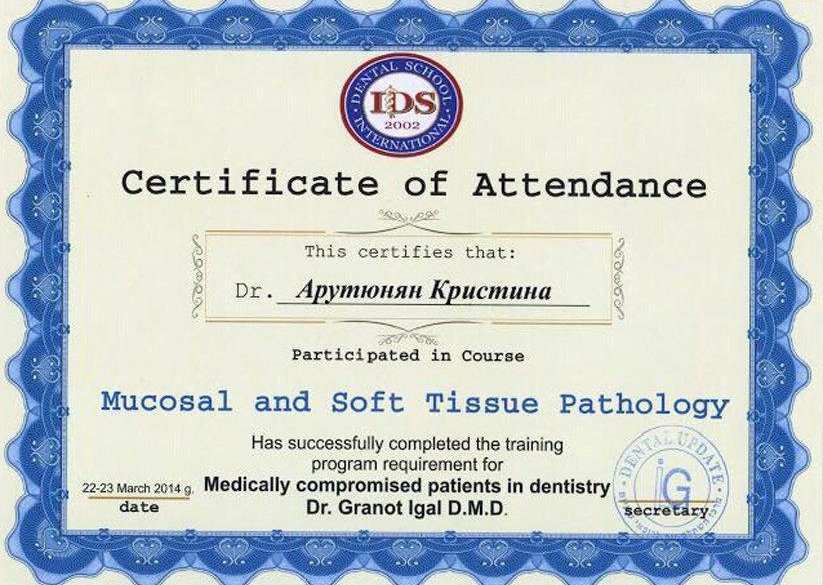 DENTAL SCHOOL
IDS
2002
INTERNATIONAL
Certificate of Attendance
This certifies that:
Dr. Арутюнян Кристина
Participated in Course
Mucosal and Soft Tissue Pathology
Has successfully completed the training
program requirement for
22-23 March 2014 g. Medically compromised patients in dentistry
date Dr. Granot Igal D.M.D.
DENTAL UPDATE
iG
secretary